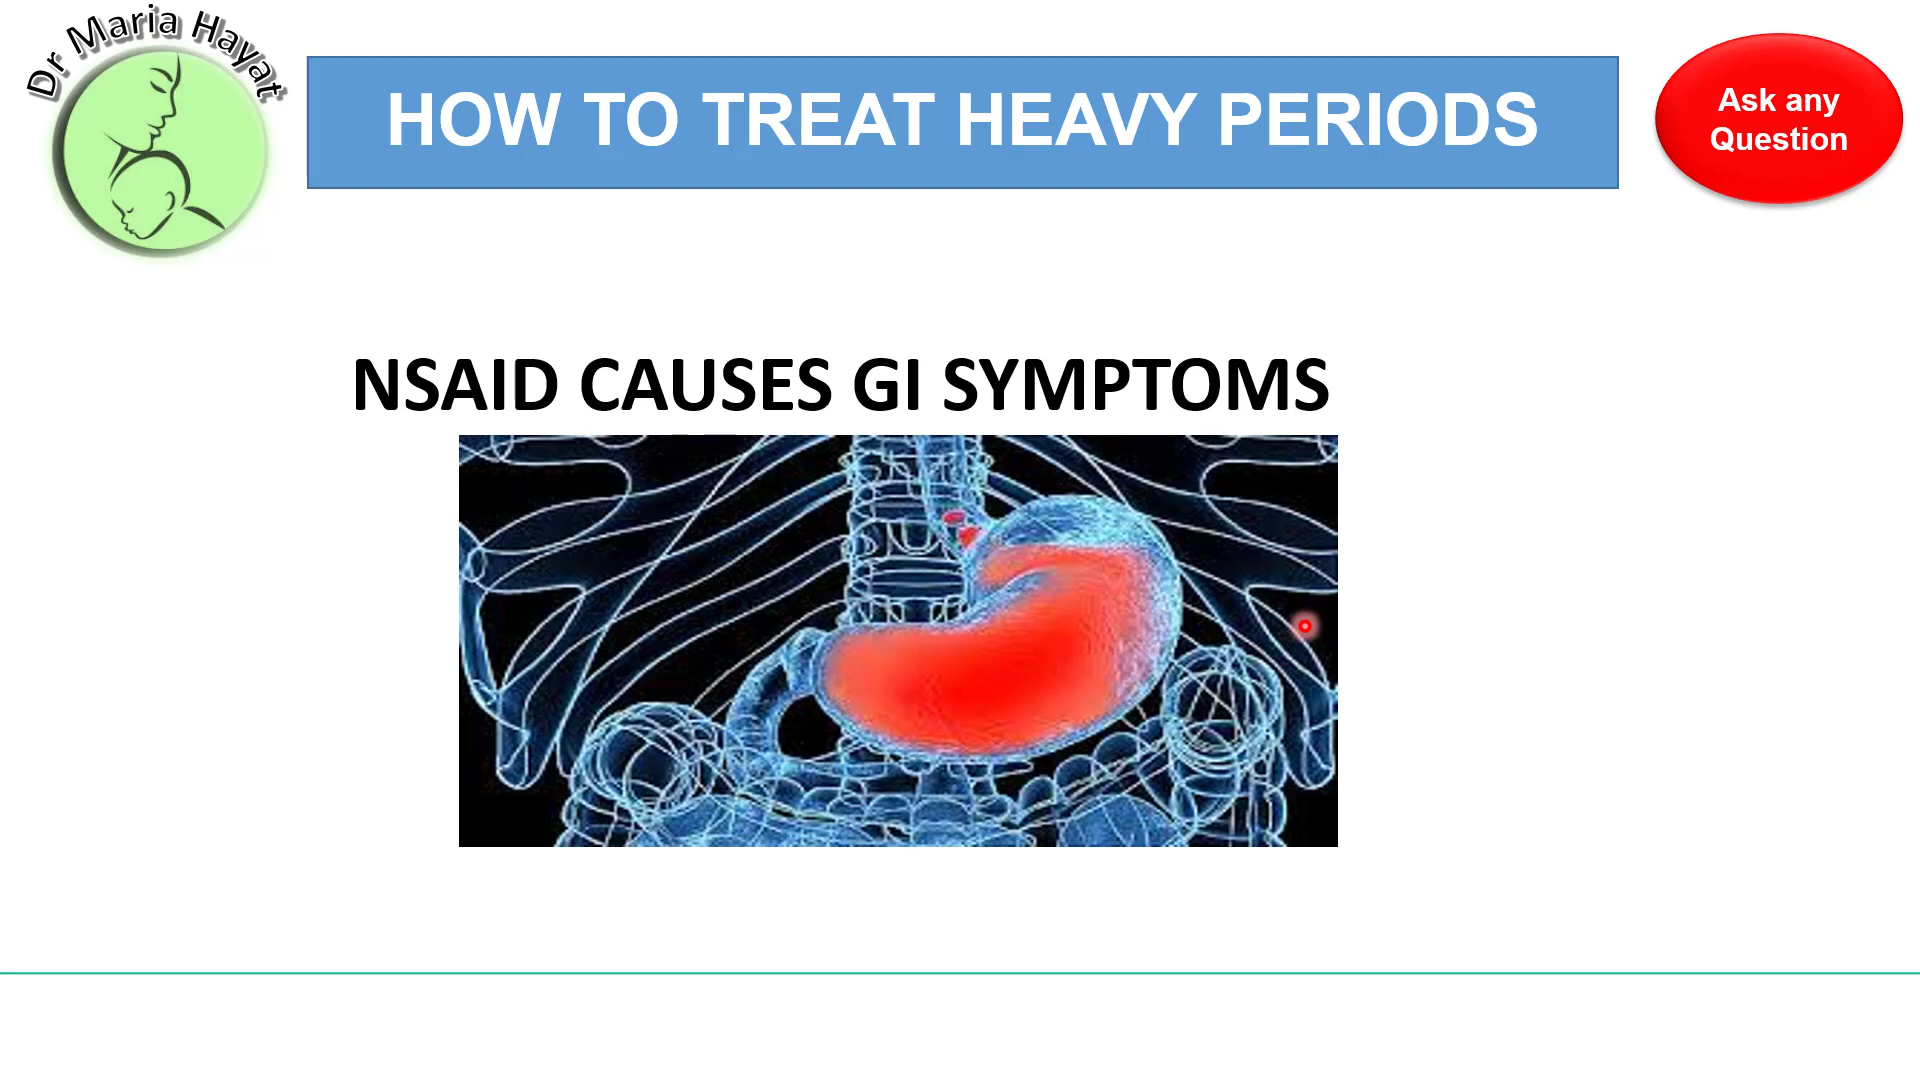 Dr Maria Hayat
HOW TO TREAT HEAVY PERIODS
Ask any
Question
NSAID CAUSES GI SYMPTOMS